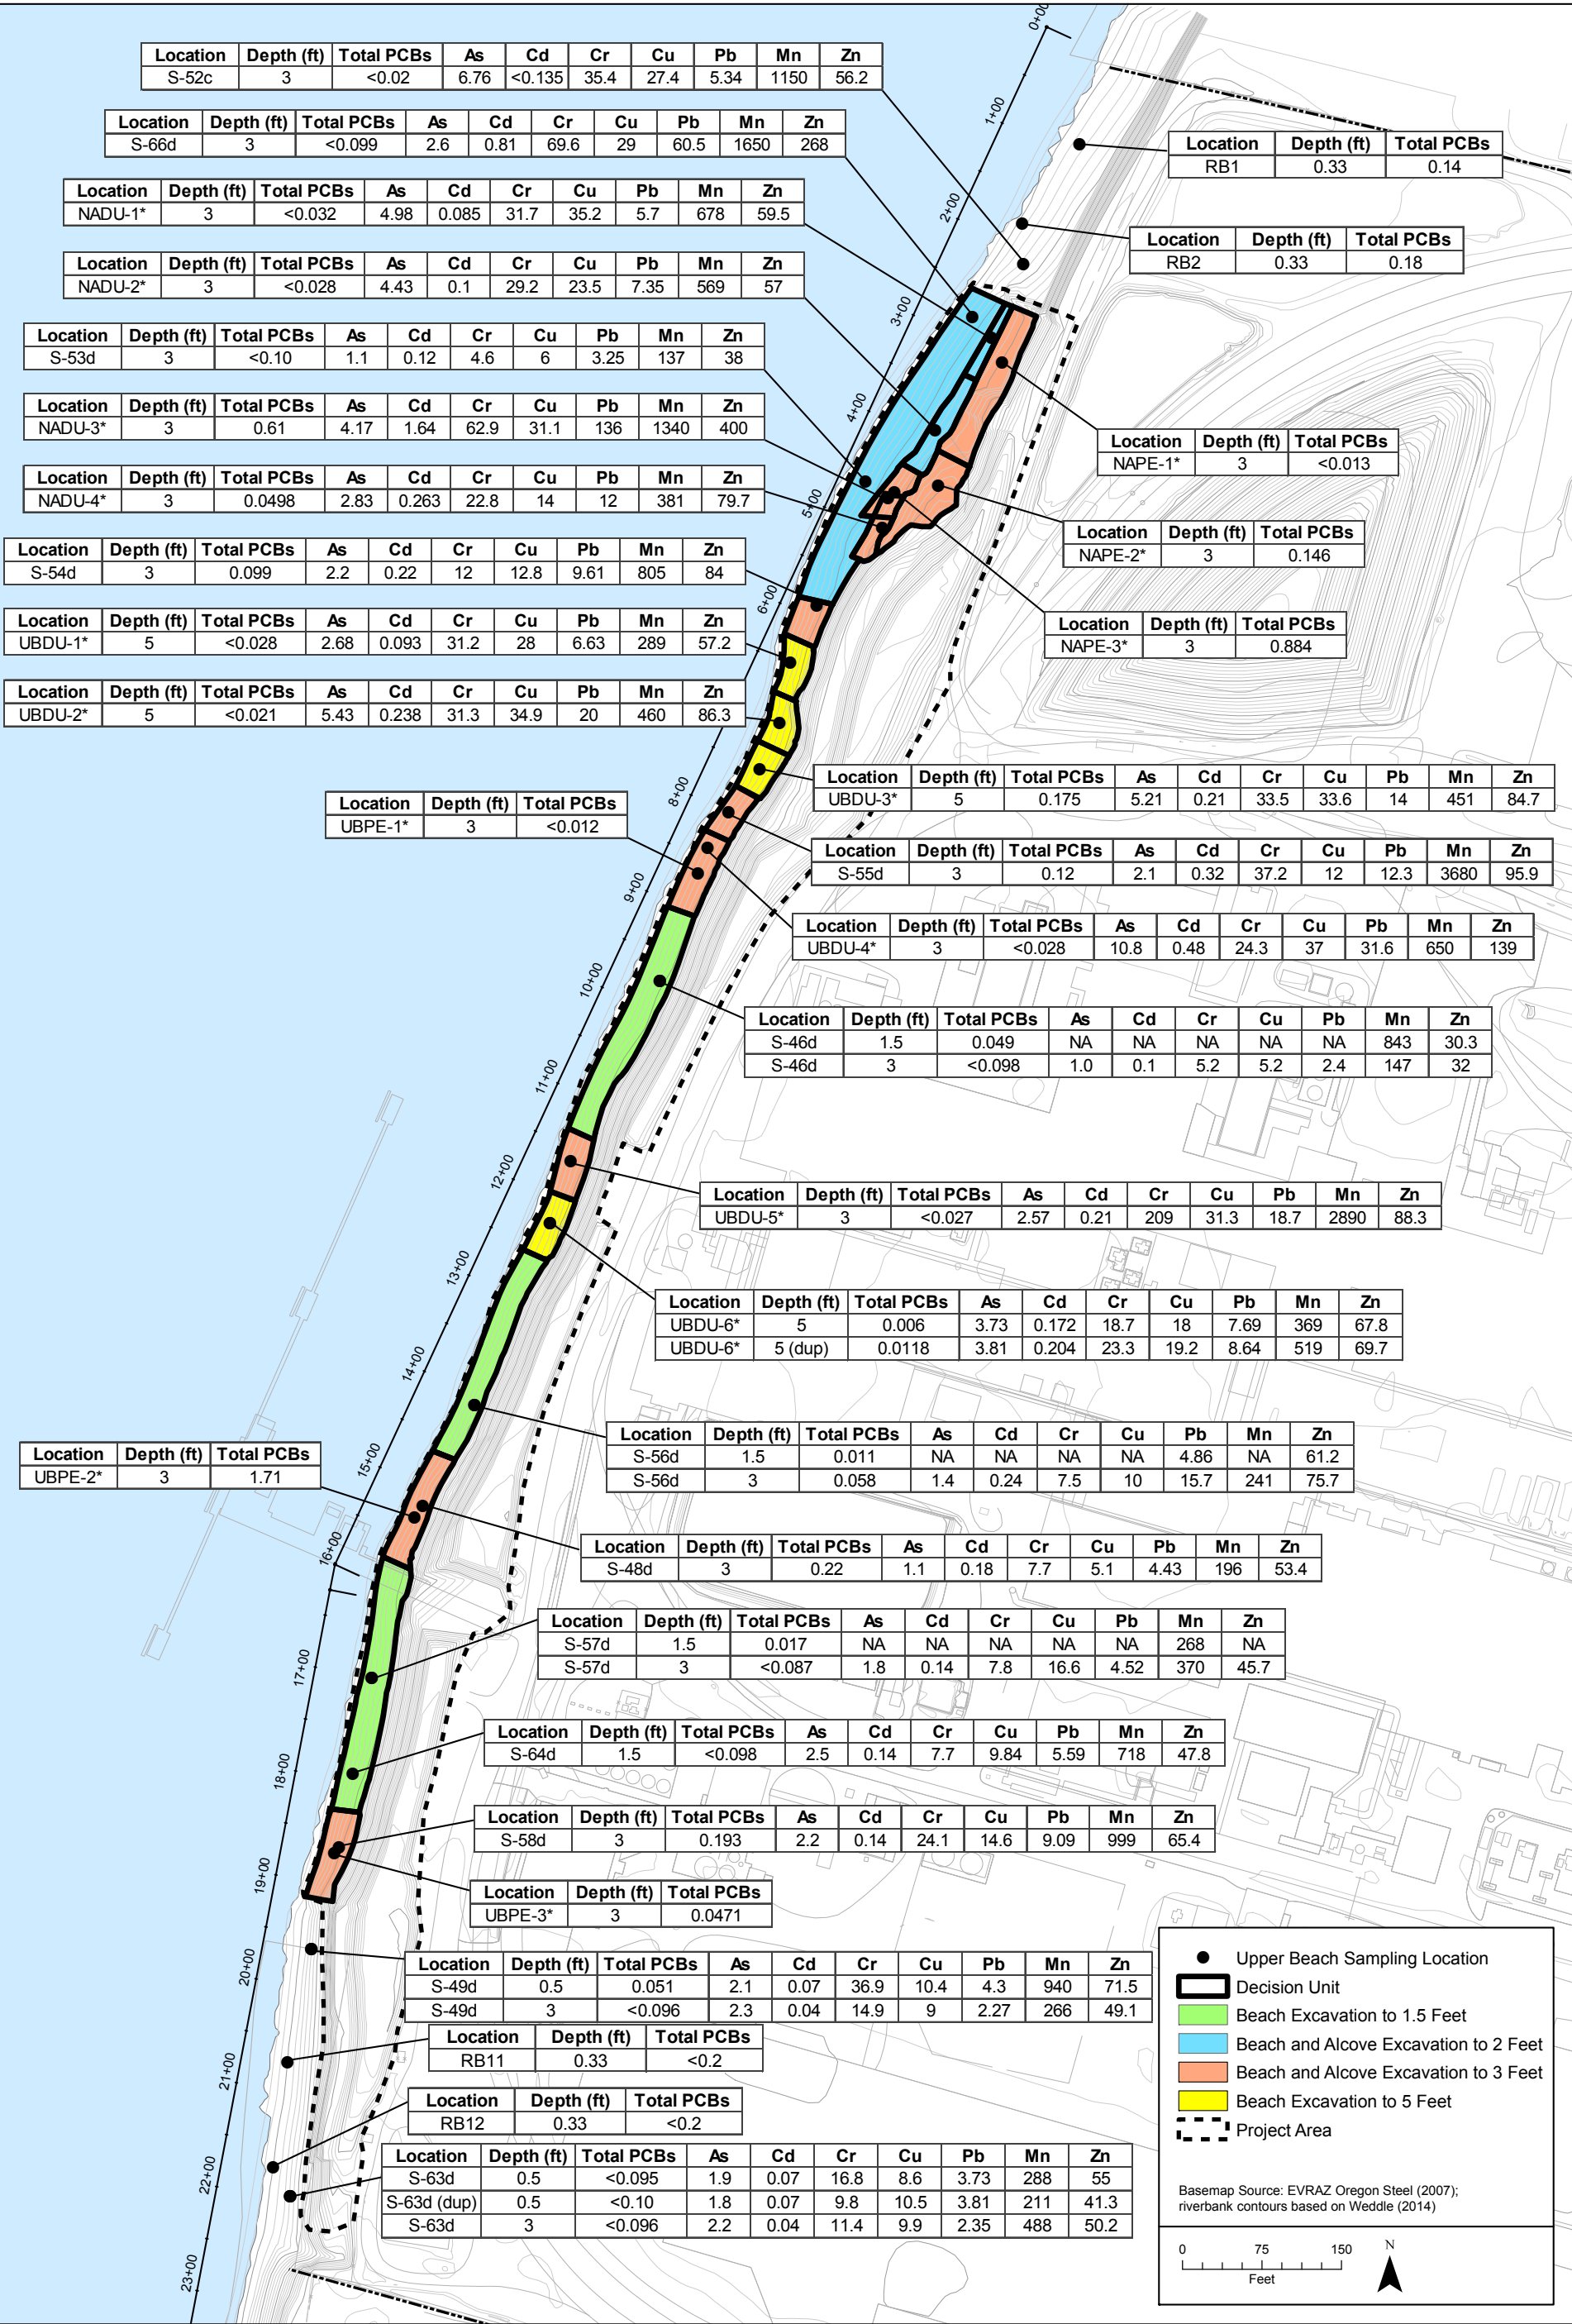 0+00
Location Depth (ft) Total PCBs As Cd Cr Cu Pb Mn Zn
S-52c 3 <0.02 6.76 <0.135 35.4 27.4 5.34 1150 56.2
1+00
Location Depth (ft) Total PCBs As Cd Cr Cu Pb Mn Zn
S-66d 3 <0.099 2.6 0.81 69.6 29 60.5 1650 268
Location Depth (ft) Total PCBs
RB1 0.33 0.14
Location Depth (ft) Total PCBs As Cd Cr Cu Pb Mn Zn
NADU-1* 3 <0.032 4.98 0.085 31.7 35.2 5.7 678 59.5
2+00
Location Depth (ft) Total PCBs
RB2 0.33 0.18
Location Depth (ft) Total PCBs As Cd Cr Cu Pb Mn Zn
NADU-2* 3 <0.028 4.43 0.1 29.2 23.5 7.35 569 57
3+00
Location Depth (ft) Total PCBs As Cd Cr Cu Pb Mn Zn
S-53d 3 <0.10 1.1 0.12 4.6 6 3.25 137 38
4+00
Location Depth (ft) Total PCBs As Cd Cr Cu Pb Mn Zn
NADU-3* 3 0.61 4.17 1.64 62.9 31.1 136 1340 400
Location Depth (ft) Total PCBs
NAPE-1* 3 <0.013
Location Depth (ft) Total PCBs As Cd Cr Cu Pb Mn Zn
NADU-4* 3 0.0498 2.83 0.263 22.8 14 12 381 79.7
5+00
Location Depth (ft) Total PCBs
NAPE-2* 3 0.146
Location Depth (ft) Total PCBs As Cd Cr Cu Pb Mn Zn
S-54d 3 0.099 2.2 0.22 12 12.8 9.61 805 84
6+00
Location Depth (ft) Total PCBs
NAPE-3* 3 0.884
Location Depth (ft) Total PCBs As Cd Cr Cu Pb Mn Zn
UBDU-1* 5 <0.028 2.68 0.093 31.2 28 6.63 289 57.2
Location Depth (ft) Total PCBs As Cd Cr Cu Pb Mn Zn
UBDU-2* 5 <0.021 5.43 0.238 31.3 34.9 20 460 86.3
Location Depth (ft) Total PCBs As Cd Cr Cu Pb Mn Zn
UBDU-3* 5 0.175 5.21 0.21 33.5 33.6 14 451 84.7
8+00
Location Depth (ft) Total PCBs
UBPE-1* 3 <0.012
Location Depth (ft) Total PCBs As Cd Cr Cu Pb Mn Zn
S-55d 3 0.12 2.1 0.32 37.2 12 12.3 3680 95.9
9+00
Location Depth (ft) Total PCBs As Cd Cr Cu Pb Mn Zn
UBDU-4* 3 <0.028 10.8 0.48 24.3 37 31.6 650 139
10+00
Location Depth (ft) Total PCBs As Cd Cr Cu Pb Mn Zn
S-46d 1.5 0.049 NA NA NA NA NA 843 30.3
S-46d 3 <0.098 1.0 0.1 5.2 5.2 2.4 147 32
11+00
12+00
Location Depth (ft) Total PCBs As Cd Cr Cu Pb Mn Zn
UBDU-5* 3 <0.027 2.57 0.21 209 31.3 18.7 2890 88.3
13+00
Location Depth (ft) Total PCBs As Cd Cr Cu Pb Mn Zn
UBDU-6* 5 0.006 3.73 0.172 18.7 18 7.69 369 67.8
UBDU-6* 5 (dup) 0.0118 3.81 0.204 23.3 19.2 8.64 519 69.7
14+00
Location Depth (ft) Total PCBs As Cd Cr Cu Pb Mn Zn
S-56d 1.5 0.011 NA NA NA NA 4.86 NA 61.2
S-56d 3 0.058 1.4 0.24 7.5 10 15.7 241 75.7
15+00
Location Depth (ft) Total PCBs
UBPE-2* 3 1.71
16+00
Location Depth (ft) Total PCBs As Cd Cr Cu Pb Mn Zn
S-48d 3 0.22 1.1 0.18 7.7 5.1 4.43 196 53.4
Location Depth (ft) Total PCBs As Cd Cr Cu Pb Mn Zn
S-57d 1.5 0.017 NA NA NA NA NA 268 NA
S-57d 3 <0.087 1.8 0.14 7.8 16.6 4.52 370 45.7
17+00
Location Depth (ft) Total PCBs As Cd Cr Cu Pb Mn Zn
S-64d 1.5 <0.098 2.5 0.14 7.7 9.84 5.59 718 47.8
18+00
Location Depth (ft) Total PCBs As Cd Cr Cu Pb Mn Zn
S-58d 3 0.193 2.2 0.14 24.1 14.6 9.09 999 65.4
19+00
Location Depth (ft) Total PCBs
UBPE-3* 3 0.0471
20+00
Location Depth (ft) Total PCBs As Cd Cr Cu Pb Mn Zn
S-49d 0.5 0.051 2.1 0.07 36.9 10.4 4.3 940 71.5
S-49d 3 <0.096 2.3 0.04 14.9 9 2.27 266 49.1
Location Depth (ft) Total PCBs
RB11 0.33 <0.2
21+00
Location Depth (ft) Total PCBs
RB12 0.33 <0.2
22+00
Location Depth (ft) Total PCBs As Cd Cr Cu Pb Mn Zn
S-63d 0.5 <0.095 1.9 0.07 16.8 8.6 3.73 288 55
S-63d (dup) 0.5 <0.10 1.8 0.07 9.8 10.5 3.81 211 41.3
S-63d 3 <0.096 2.2 0.04 11.4 9.9 2.35 488 50.2
23+00
Upper Beach Sampling Location
Decision Unit
Beach Excavation to 1.5 Feet
Beach and Alcove Excavation to 2 Feet
Beach and Alcove Excavation to 3 Feet
Beach Excavation to 5 Feet
Project Area
Basemap Source: EVRAZ Oregon Steel (2007);
riverbank contours based on Weddle (2014)
0 75 150
Feet
N